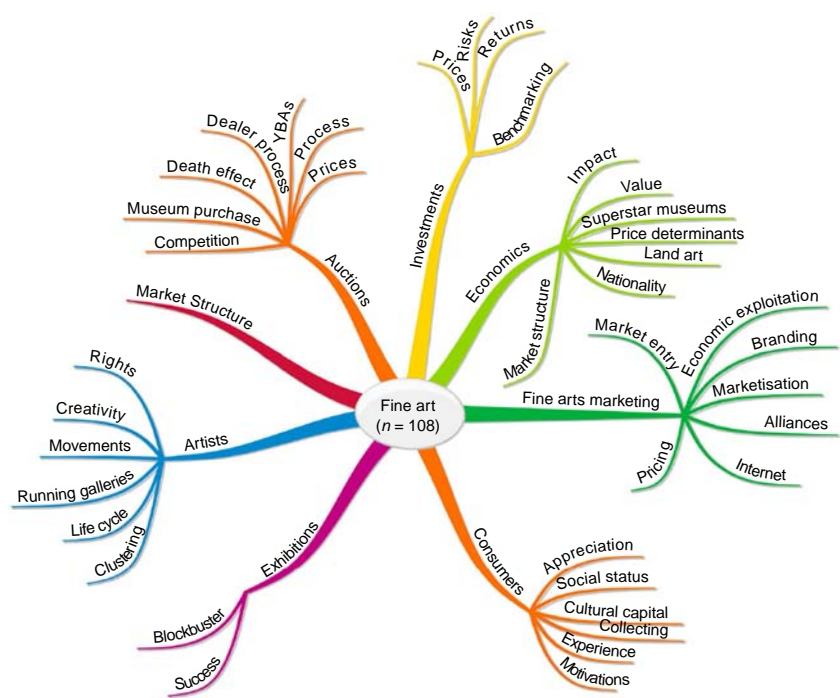 Fine art
(n = 108)
Investments
Prices
Risks
Returns
Benchmarking
Economics
Impact
Value
Superstar museums
Price determinants
Land art
Nationality
Market structure
Fine arts marketing
Market entry
Economic exploitation
Branding
Marketisation
Alliances
Internet
Pricing
Consumers
Appreciation
Social status
Cultural capital
Collecting
Experience
Motivations
Exhibitions
Blockbuster
Success
Artists
Rights
Creativity
Movements
Running galleries
Life cycle
Clustering
Market Structure
Auctions
Competition
Museum purchase
Death effect
Dealer process
YBAs
Process
Prices